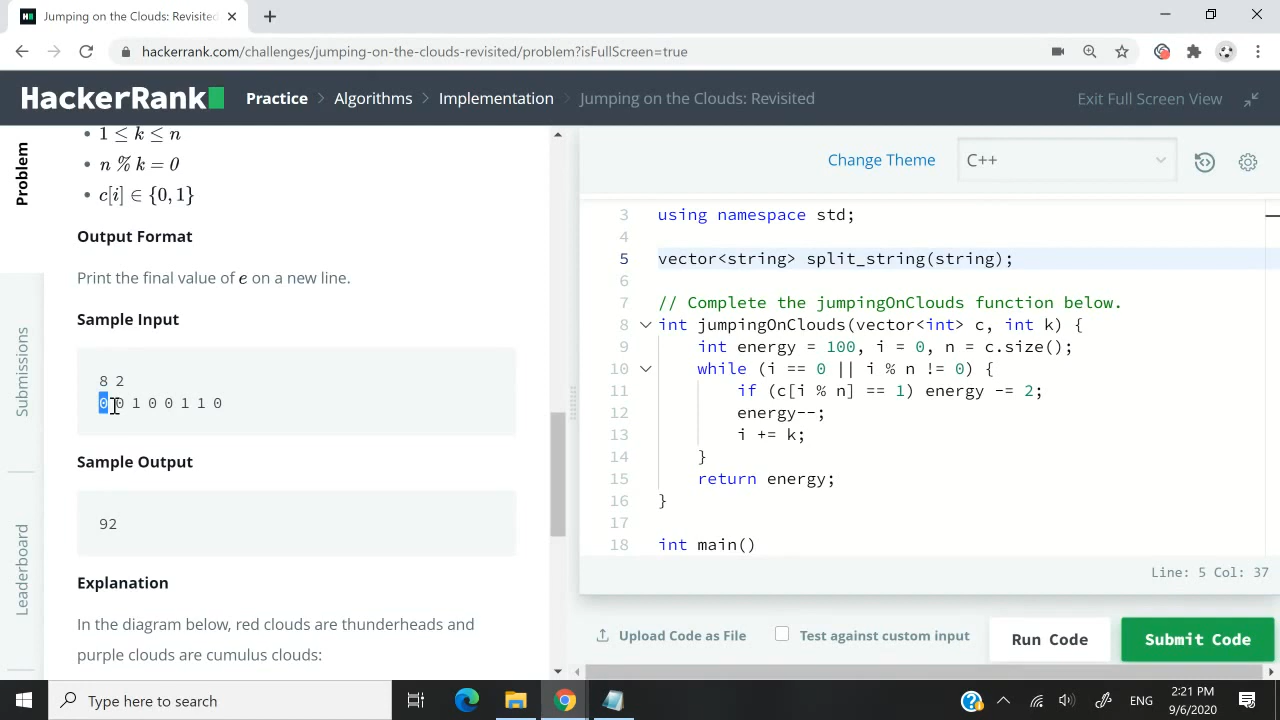 Jumping on the Clouds: Revisited
hackerrank.com/challenges/jumping-on-the-clouds-revisited/problem?isFullScreen=true
HackerRank
Practice > Algorithms > Implementation > Jumping on the Clouds: Revisited
Exit Full Screen View
Problem
Submissions
Leaderboard
• 1 ≤ k ≤ n
• n % k = 0
• c[i] ∈ {0, 1}
Output Format
Print the final value of e on a new line.
Sample Input
8 2
0 0 1 0 0 1 1 0
Sample Output
92
Explanation
In the diagram below, red clouds are thunderheads and
purple clouds are cumulus clouds:
Change Theme
C++
3 using namespace std;
4
5 vector<string> split_string(string);
6
7 // Complete the jumpingOnClouds function below.
8 int jumpingOnClouds(vector<int> c, int k) {
9 int energy = 100, i = 0, n = c.size();
10 while (i == 0 || i % n != 0) {
11 if (c[i % n] == 1) energy -= 2;
12 energy--;
13 i += k;
14 }
15 return energy;
16 }
17
18 int main()
Line: 5 Col: 37
Upload Code as File
Test against custom input
Run Code
Submit Code
Type here to search
ENG
2:21 PM
9/6/2020